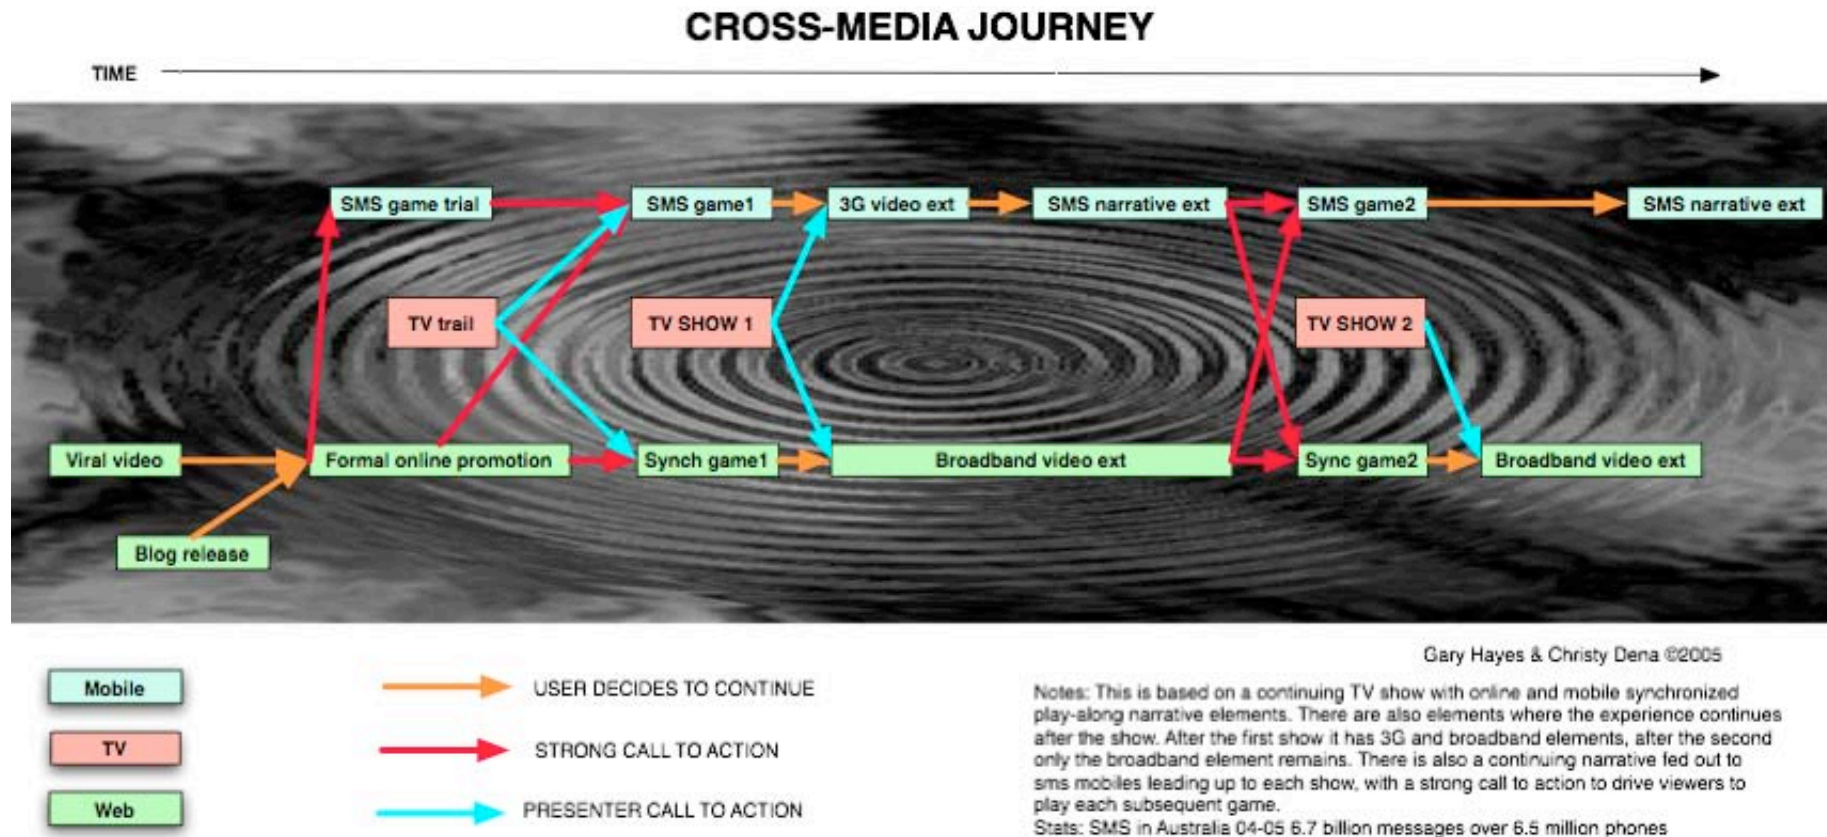 CROSS-MEDIA JOURNEY
TIME
SMS game trial
SMS game1
3G video ext
SMS narrative ext
SMS game2
SMS narrative ext
TV trail
TV SHOW 1
TV SHOW 2
Viral video
Formal online promotion
Synch game1
Broadband video ext
Sync game2
Broadband video ext
Blog release
Mobile
TV
Web
USER DECIDES TO CONTINUE
STRONG CALL TO ACTION
PRESENTER CALL TO ACTION
Gary Hayes & Christy Dena ©2005
Notes: This is based on a continuing TV show with online and mobile synchronized
play-along narrative elements. There are also elements where the experience continues
after the show. After the first show it has 3G and broadband elements, after the second
only the broadband element remains. There is also a continuing narrative fed out to
sms mobiles leading up to each show, with a strong call to action to drive viewers to
play each subsequent game.
Stats: SMS in Australia 04-05 6.7 billion messages over 6.5 million phones